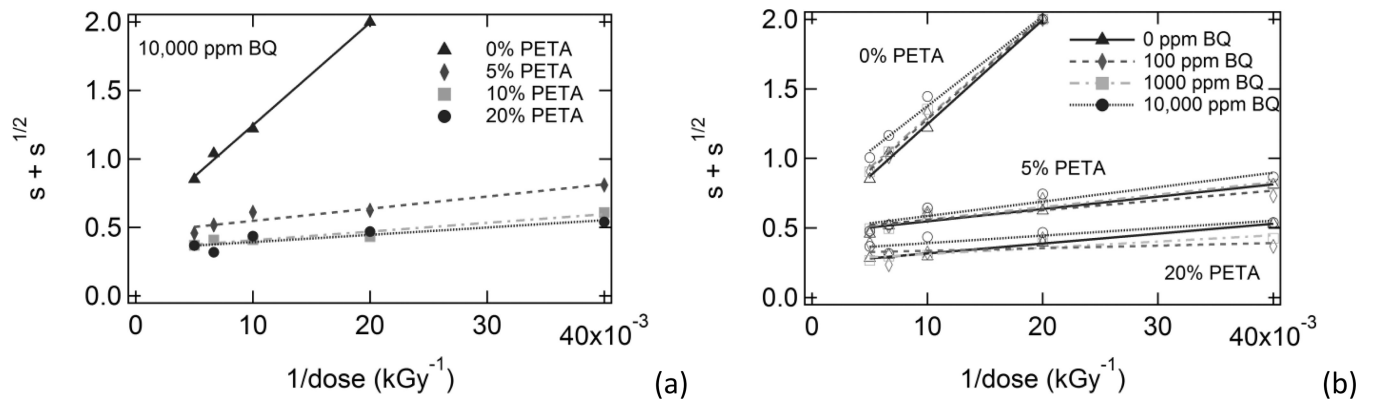 2.0
1.5
1.0
0.5
0.0
s + s^1/2
10,000 ppm BQ
0% PETA
5% PETA
10% PETA
20% PETA
0
10
20
30
40x10^-3
1/dose (kGy^-1)
(a)
2.0
1.5
1.0
0.5
0.0
s + s^1/2
0% PETA
0 ppm BQ
100 ppm BQ
1000 ppm BQ
10,000 ppm BQ
5% PETA
20% PETA
0
10
20
30
40x10^-3
1/dose (kGy^-1)
(b)